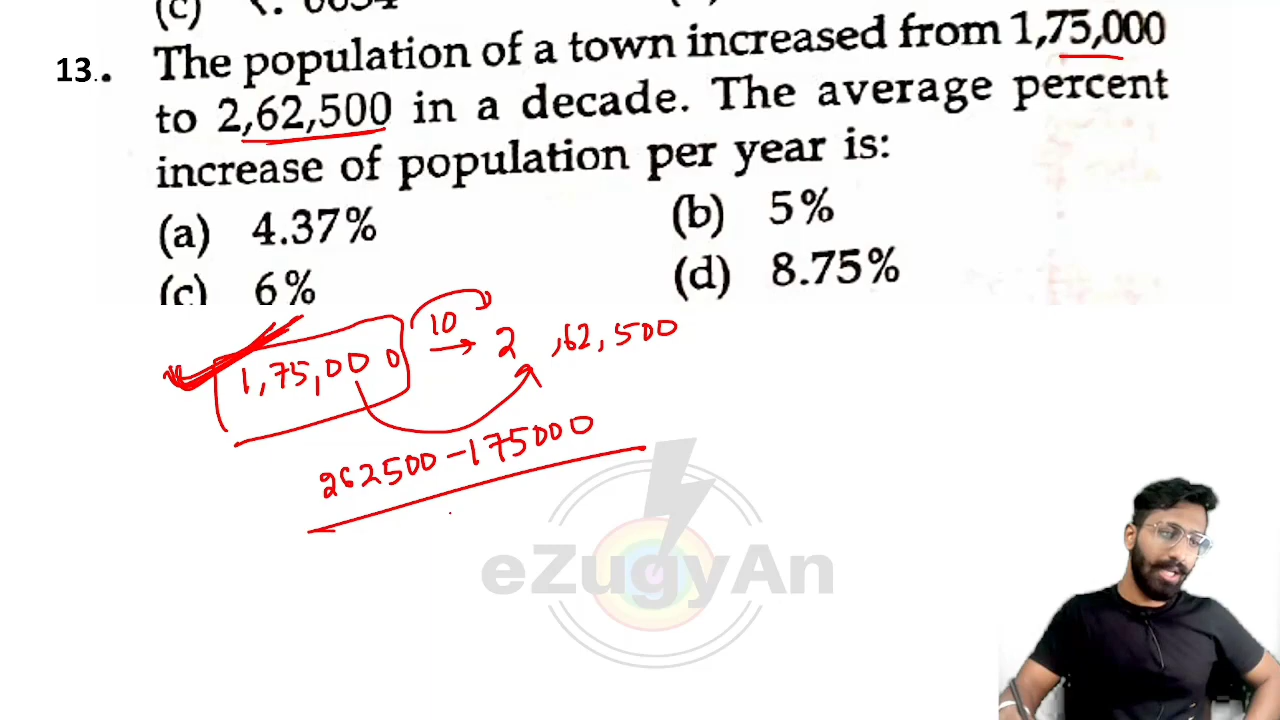 (c) ₹. 6654
13.. The population of a town increased from 1,75,000
to 2,62,500 in a decade. The average percent
increase of population per year is:
(a) 4.37% (b) 5%
(c) 6% (d) 8.75%
1,75,000 10 → 2,62,500
262500-175000
eZugyAn